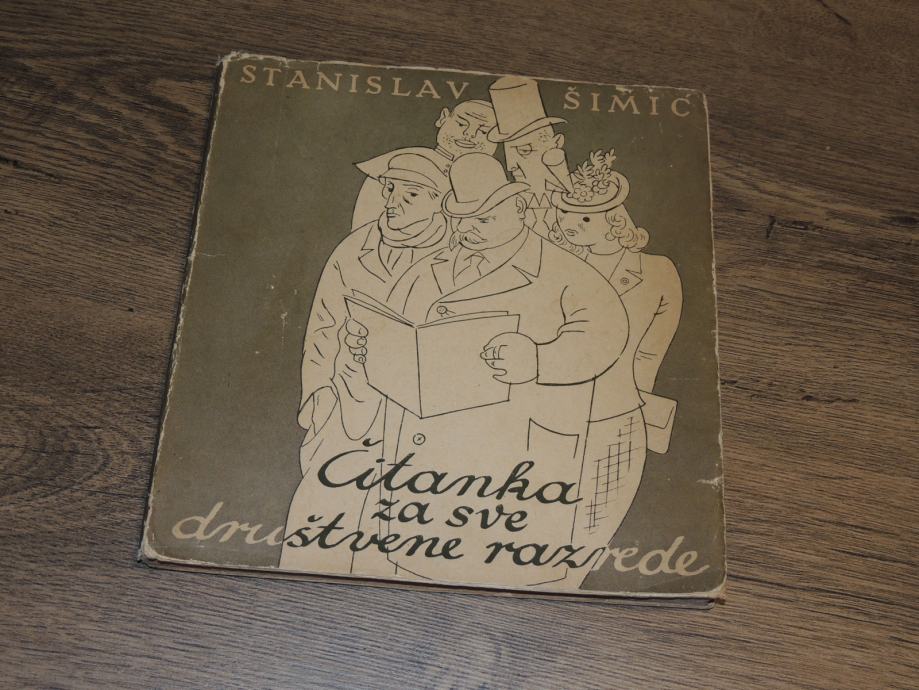 STANISLAV ŠIMIĆ
Čitanka
za sve
društvene razrede